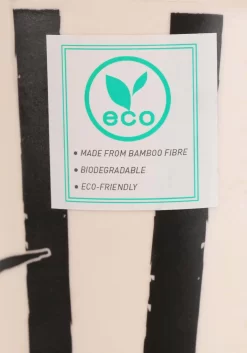 eco
• MADE FROM BAMBOO FIBRE
• BIODEGRADABLE
• ECO-FRIENDLY